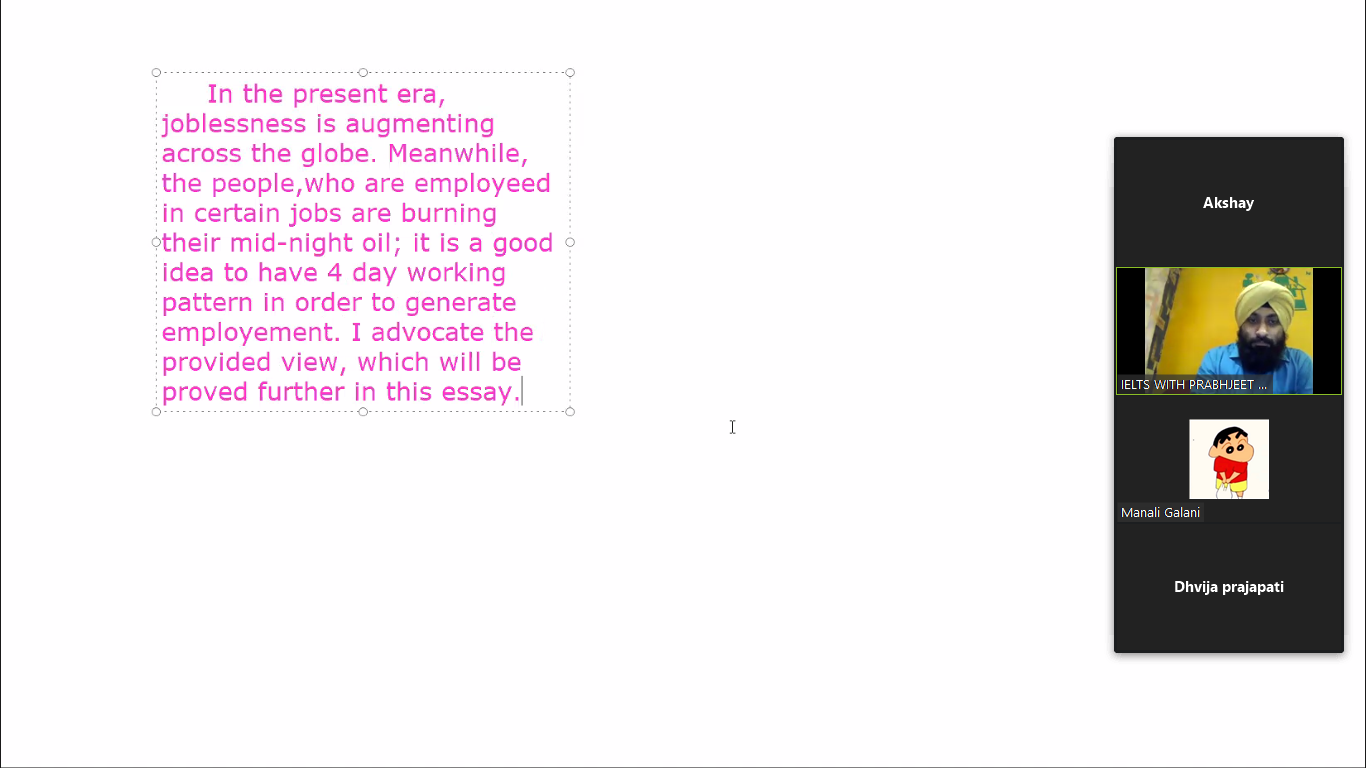 In the present era,
joblessness is augmenting
across the globe. Meanwhile,
the people,who are employeed
in certain jobs are burning
their mid-night oil; it is a good
idea to have 4 day working
pattern in order to generate
employement. I advocate the
provided view, which will be
proved further in this essay.
Akshay
IELTS WITH PRABHJEET ...
Manali Galani
Dhvija prajapati